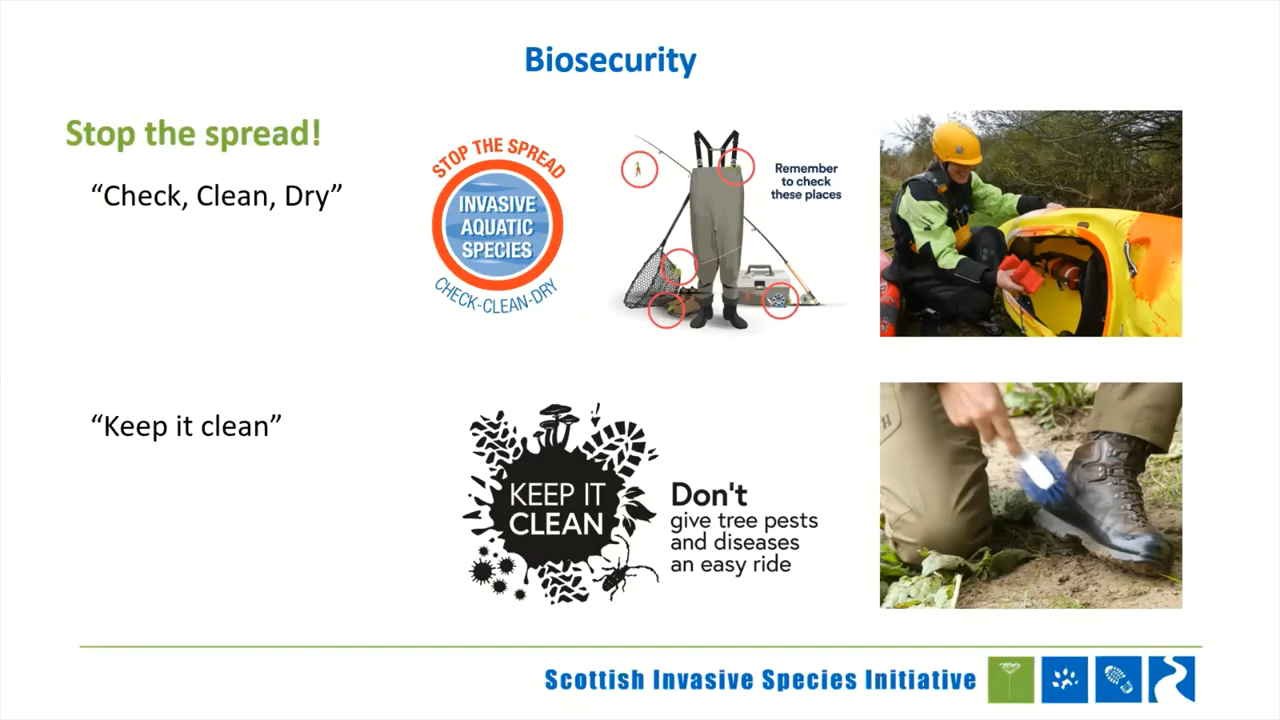 Biosecurity
Stop the spread!
“Check, Clean, Dry”
STOP THE SPREAD
INVASIVE
AQUATIC
SPECIES
CHECK-CLEAN-DRY
Remember
to check
these places
“Keep it clean”
KEEP IT
CLEAN
Don't
give tree pests
and diseases
an easy ride
Scottish Invasive Species Initiative